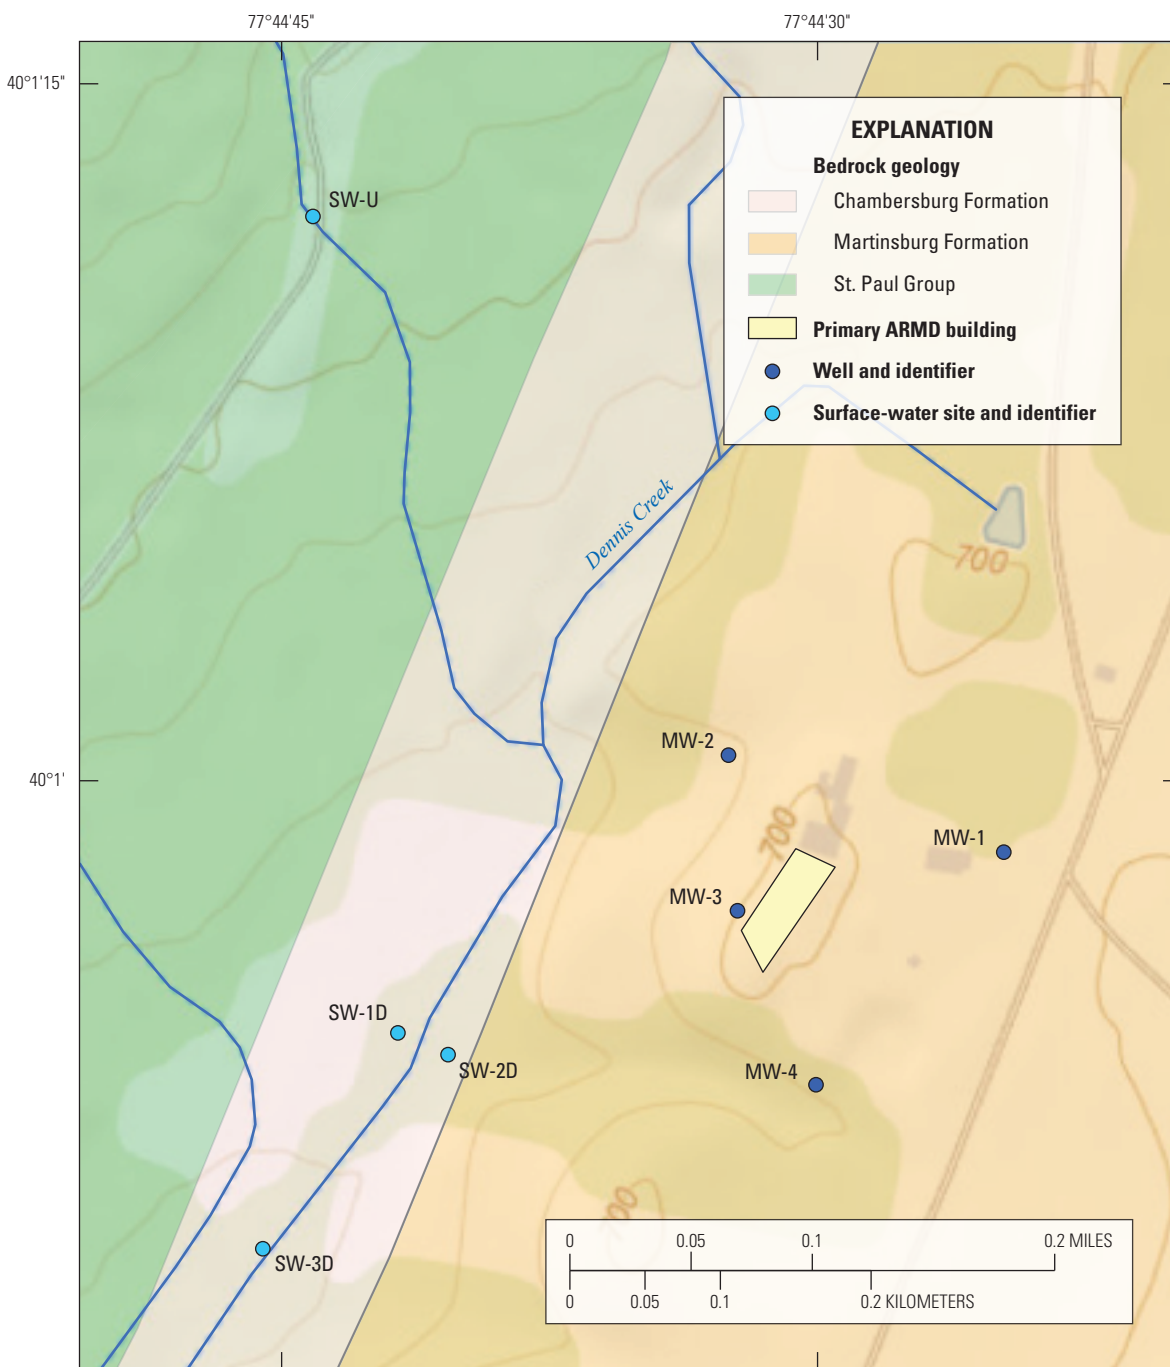 77°44'45"
77°44'30"
40°1'15"
EXPLANATION
Bedrock geology
Chambersburg Formation
Martinsburg Formation
St. Paul Group
Primary ARMD building
Well and identifier
Surface-water site and identifier
SW-U
Dennis Creek
700
MW-2
40°1'
700
MW-1
MW-3
SW-1D
SW-2D
MW-4
700
SW-3D
0 0.05 0.1 0.2 MILES
0 0.05 0.1 0.2 KILOMETERS